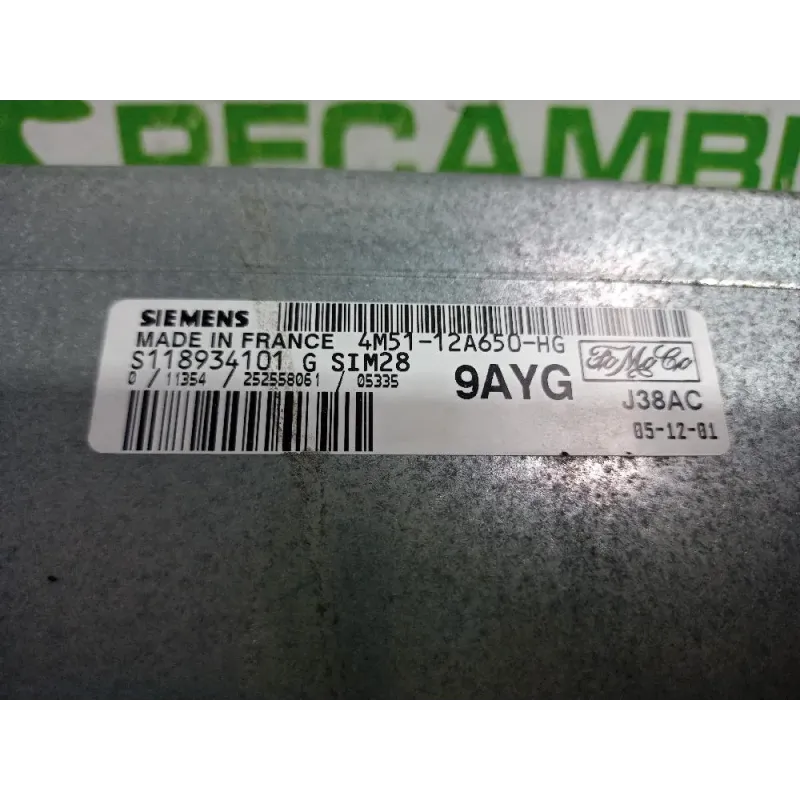 RECAMBI
SIEMENS
MADE IN FRANCE 4M51-12A650-HG
S118934101 G SIM28
0 / 11354 / 252558061 / 05335
9AYG
FoMoCo
J38AC
05-12-01